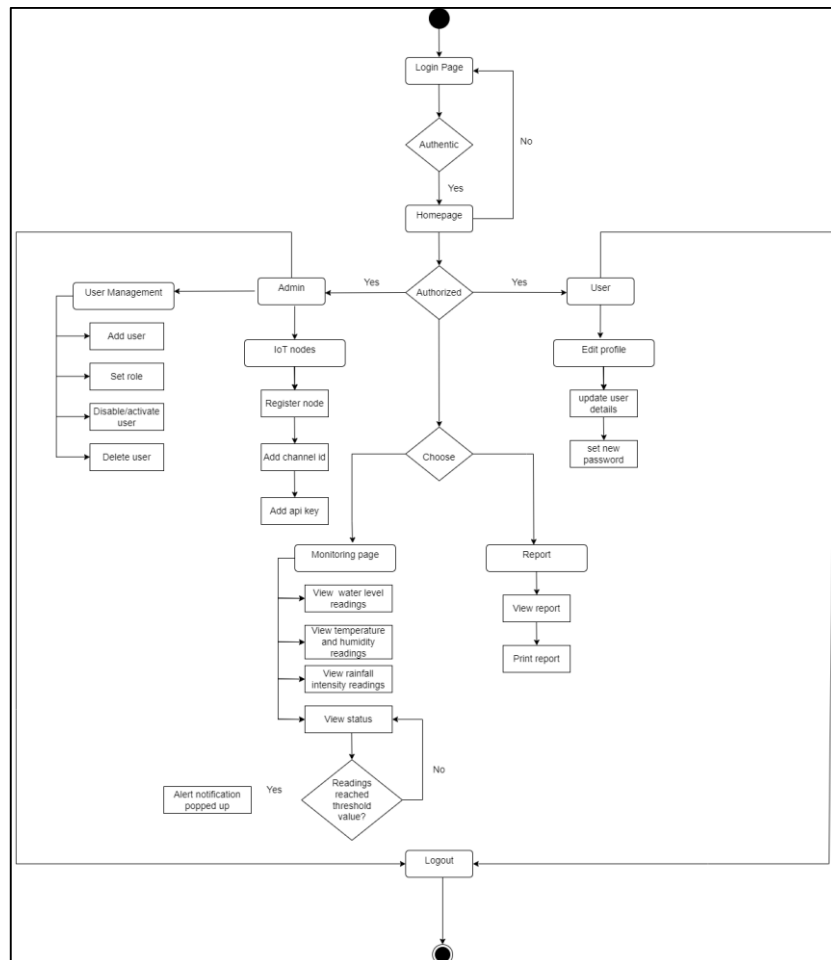 Login Page
No
Authentic
Yes
Homepage
Yes
Yes
User Management
Admin
Authorized
User
Add user
IoT nodes
Edit profile
Set role
Register node
update user
details
Disable/activate
user
Delete user
Add channel id
Choose
set new
password
Add api key
Monitoring page
Report
View water level
readings
View report
View temperature
and humidity
readings
Print report
View rainfall
intensity readings
View status
No
Alert notification
popped up
Yes
Readings
reached
threshold
value?
Logout